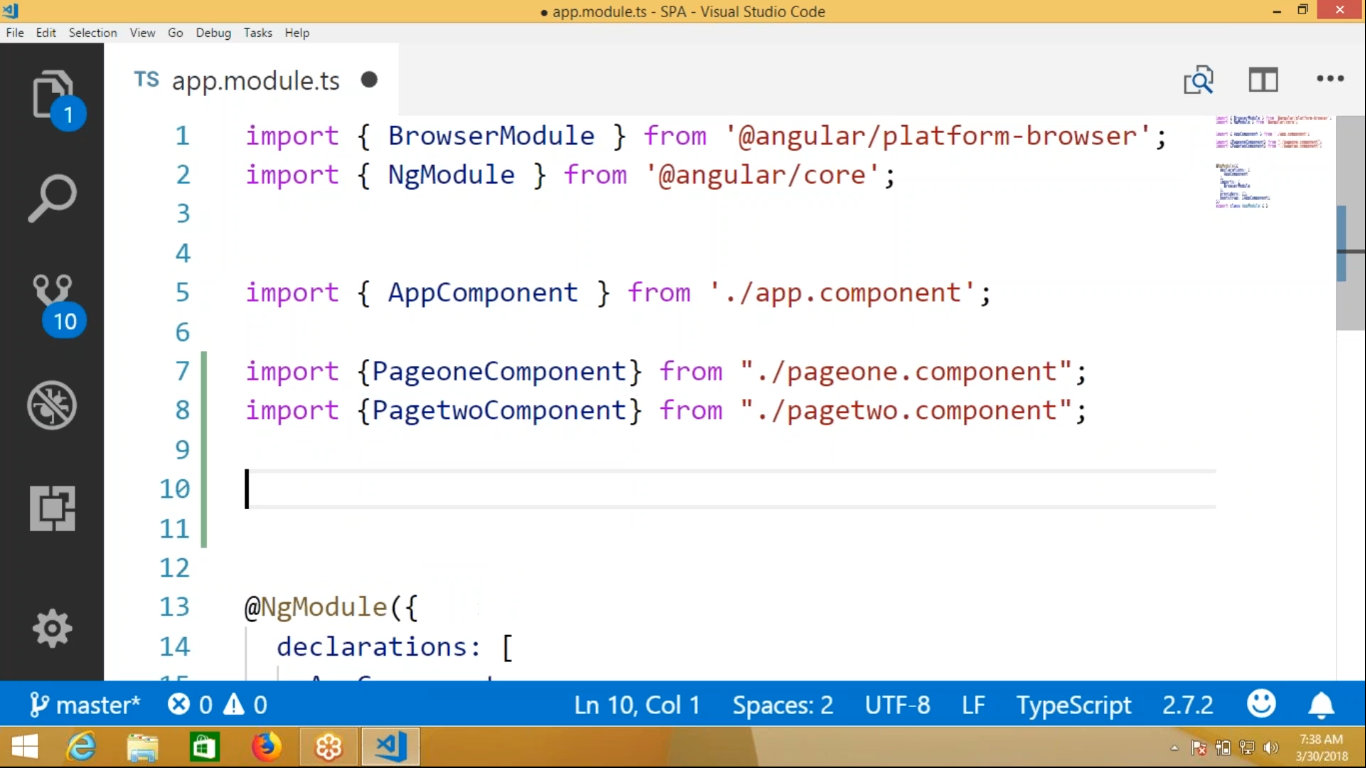 ● app.module.ts - SPA - Visual Studio Code
File Edit Selection View Go Debug Tasks Help
TS app.module.ts ●
1
10
1 import { BrowserModule } from '@angular/platform-browser';
2 import { NgModule } from '@angular/core';
3
4
5 import { AppComponent } from './app.component';
6
7 import {PageoneComponent} from "./pageone.component";
8 import {PagetwoComponent} from "./pagetwo.component";
9
10
11
12
13 @NgModule({
14 declarations: [
master* 0 0 Ln 10, Col 1 Spaces: 2 UTF-8 LF TypeScript 2.7.2
7:38 AM
3/30/2018